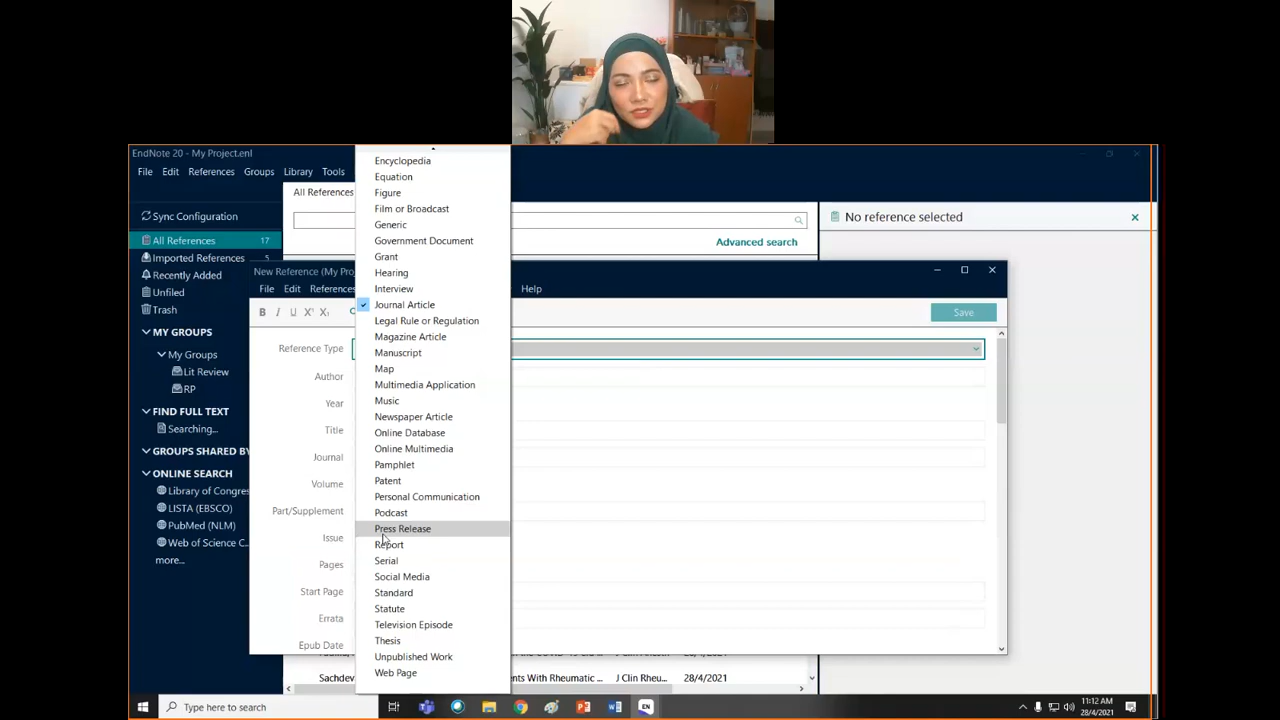 EndNote 20 - My Project.enl
File Edit References Groups Library Tools
Sync Configuration
All References 17
Imported References 5
Recently Added
Unfiled
Trash
MY GROUPS
My Groups
Lit Review
RP
FIND FULL TEXT
Searching...
GROUPS SHARED BY
ONLINE SEARCH
Library of Congres
LISTA (EBSCO)
PubMed (NLM)
Web of Science C
more...
All References
Advanced search
No reference selected
New Reference (My Proj
File Edit References Help
B I U X¹ X₁
Save
Reference Type
Author
Year
Title
Journal
Volume
Part/Supplement
Issue
Pages
Start Page
Errata
Epub Date
Encyclopedia
Equation
Figure
Film or Broadcast
Generic
Government Document
Grant
Hearing
Interview
Journal Article
Legal Rule or Regulation
Magazine Article
Manuscript
Map
Multimedia Application
Music
Newspaper Article
Online Database
Online Multimedia
Pamphlet
Patent
Personal Communication
Podcast
Press Release
Report
Serial
Social Media
Standard
Statute
Television Episode
Thesis
Unpublished Work
Web Page
Sachdev
ents With Rheumatic ... J Clin Rheu... 28/4/2021
Type here to search
11:12 AM
28/4/2021